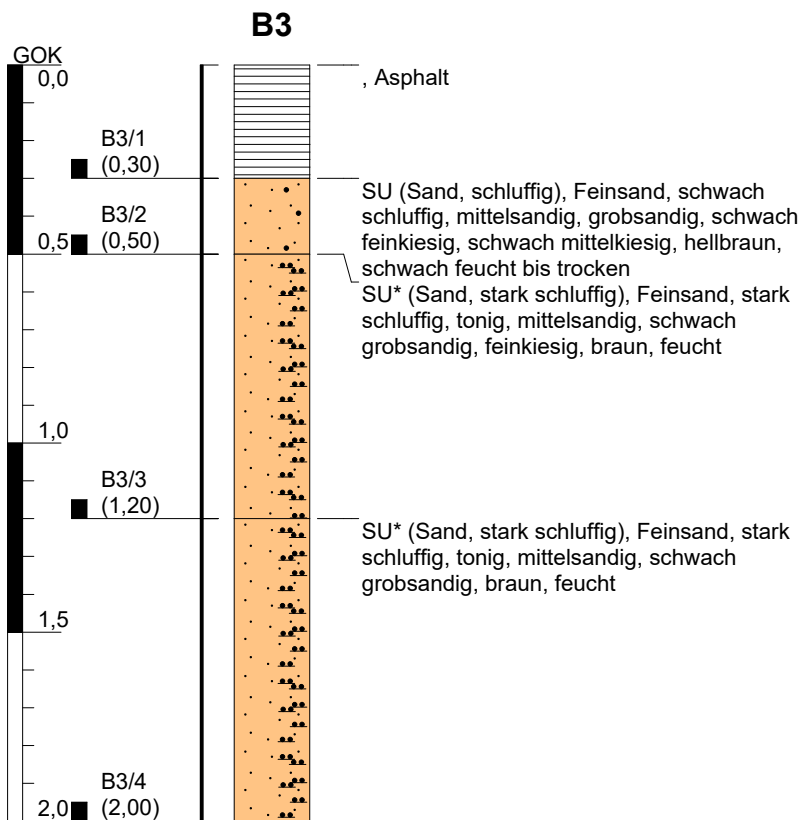 B3
GOK
0,0
, Asphalt
B3/1
(0,30)
SU (Sand, schluffig), Feinsand, schwach
schluffig, mittelsandig, grobsandig, schwach
feinkiesig, schwach mittelkiesig, hellbraun,
schwach feucht bis trocken
B3/2
0,5 (0,50)
SU* (Sand, stark schluffig), Feinsand, stark
schluffig, tonig, mittelsandig, schwach
grobsandig, feinkiesig, braun, feucht
1,0
B3/3
(1,20)
SU* (Sand, stark schluffig), Feinsand, stark
schluffig, tonig, mittelsandig, schwach
grobsandig, braun, feucht
1,5
B3/4
2,0 (2,00)